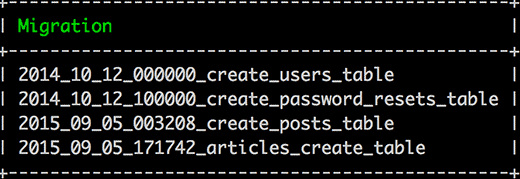 Migration
2014_10_12_000000_create_users_table
2014_10_12_100000_create_password_resets_table
2015_09_05_003208_create_posts_table
2015_09_05_171742_articles_create_table